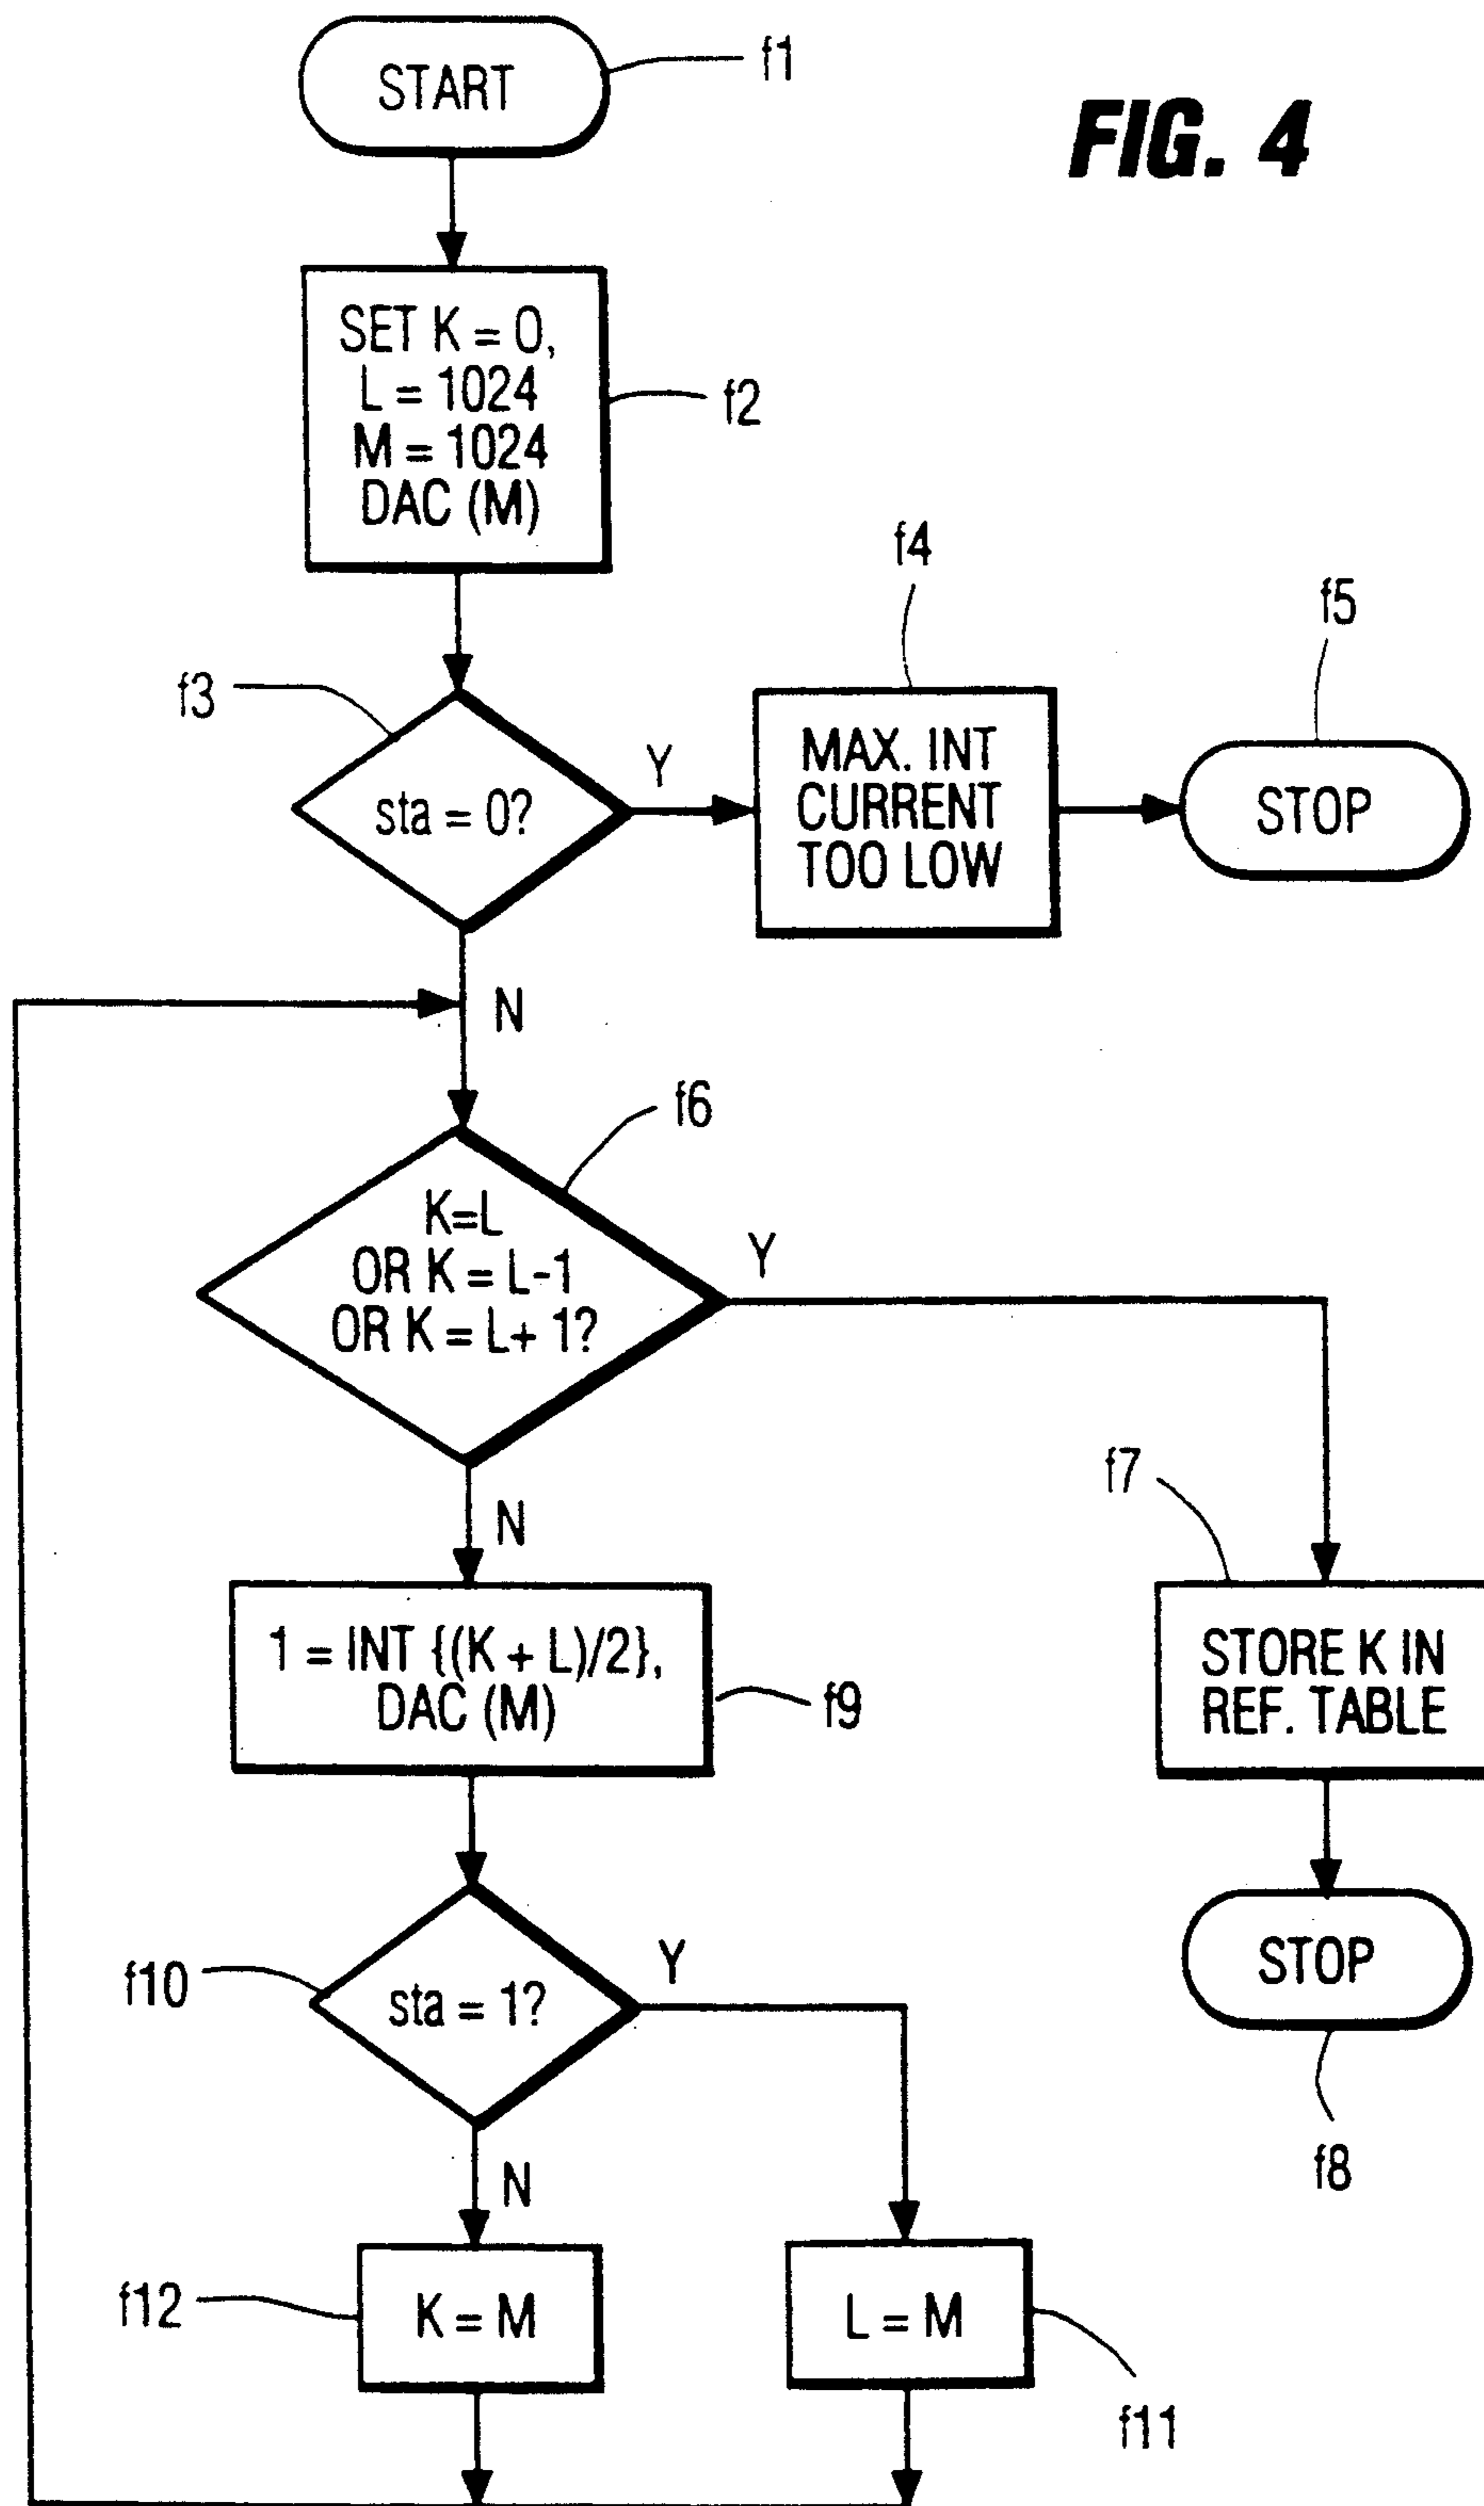 START
f1
FIG. 4
SET K = 0,
L = 1024
M = 1024
DAC (M)
f2
f4
f5
f3
sta = 0?
Y
MAX. INT
CURRENT
TOO LOW
STOP
N
f6
K=L
OR K = L-1
OR K = L+ 1?
Y
N
f7
1 = INT {(K + L)/2},
DAC (M)
f9
STORE K IN
REF. TABLE
f10
sta = 1?
Y
STOP
N
f8
f12
K = M
L = M
f11